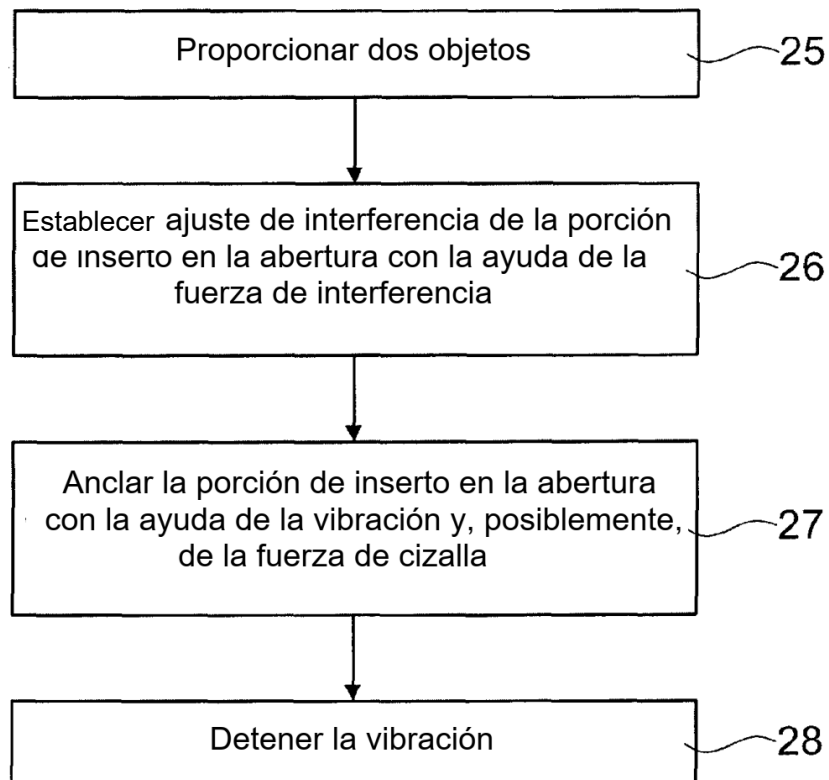 Proporcionar dos objetos
25
Establecer ajuste de interferencia de la porción
de inserto en la abertura con la ayuda de la
fuerza de interferencia
26
Anclar la porción de inserto en la abertura
con la ayuda de la vibración y, posiblemente,
de la fuerza de cizalla
27
Detener la vibración
28